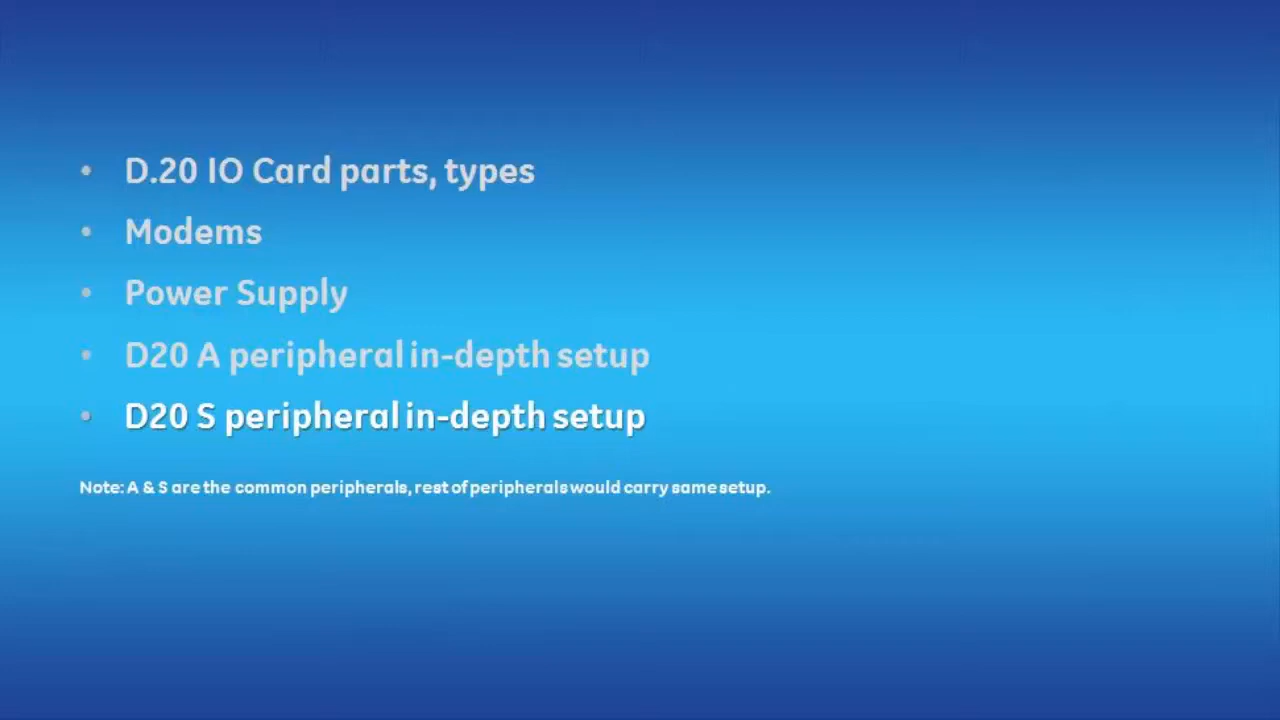 • D.20 IO Card parts, types
• Modems
• Power Supply
• D20 A peripheral in-depth setup
• D20 S peripheral in-depth setup
Note: A & S are the common peripherals, rest of peripherals would carry same setup.